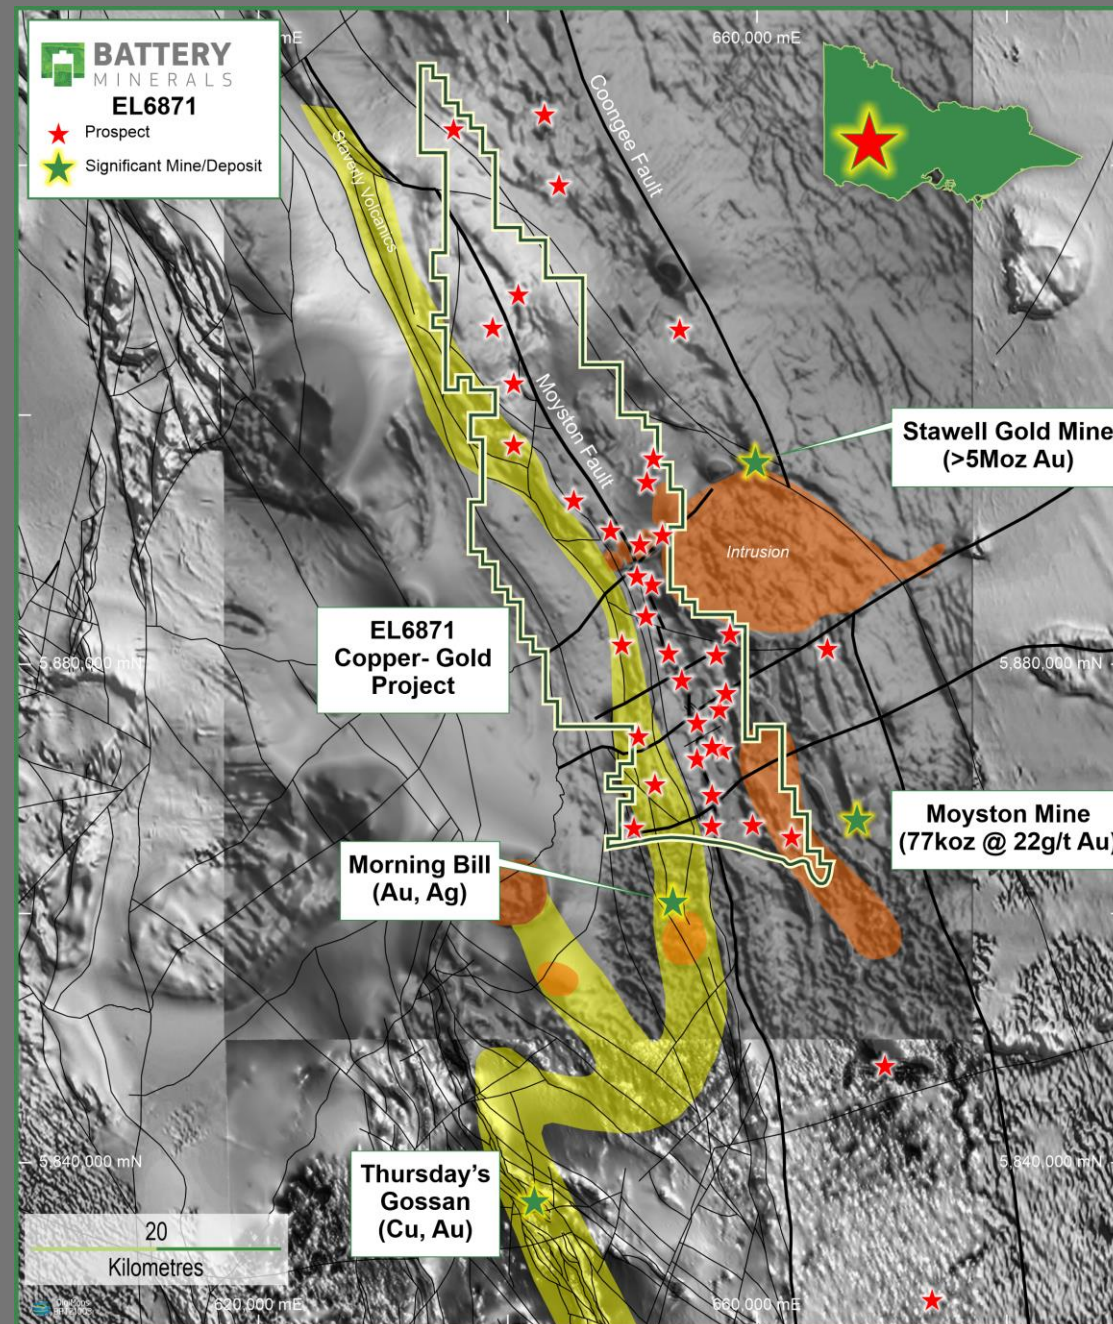 BATTERY
MINERALS
EL6871
Prospect
Significant Mine/Deposit
mE
660,000 mE
Coongee Fault
Staverly Volcanics
Moyston Fault
Stawell Gold Mine
(>5Moz Au)
Intrusion
EL6871
Copper- Gold
Project
5,880,000 mN
5,880,000 mN
Moyston Mine
(77koz @ 22g/t Au)
Morning Bill
(Au, Ag)
5,840,000 mN
5,840,000 mN
Thursday's
Gossan
(Cu, Au)
20
Kilometres
620,000 mE
660,000 mE